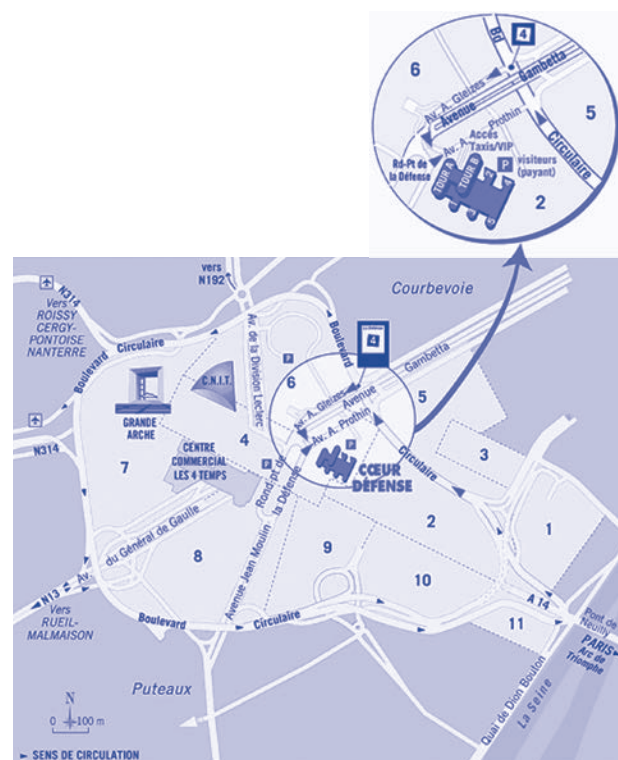 4
Bd
6
Av. A. Gleizes
Avenue
Gambetta
5
Av. A. Prothin
Accès
Taxis/VIP
Circulaire
Rd-Pt de
la Défense
P visiteurs
(payant)
TOUR A
TOUR B
2
vers
N192
Courbevoie
N314
Vers
ROISSY
CERGY-
PONTOISE
NANTERRE
Boulevard
Circulaire
Av. de la Division Leclerc
Boulevard
4
P
6
Gambetta
Av. A. Gleizes
Avenue
5
C.N.I.T.
GRANDE
ARCHE
Av. A. Prothin
P
4
N314
7
CENTRE
COMMERCIAL
LES 4 TEMPS
P
Rond-pt de
la Défense
CŒUR
DÉFENSE
Circulaire
3
2
1
Av. du Général de Gaulle
8
Avenue Jean Moulin
9
10
N13
Vers
RUEIL-
MALMAISON
Boulevard
Circulaire
A 14
11
Pont de
Neuilly
PARIS
Arc de
Triomphe
Puteaux
Quai de Dion Bouton
La Seine
N
0 100 m
SENS DE CIRCULATION